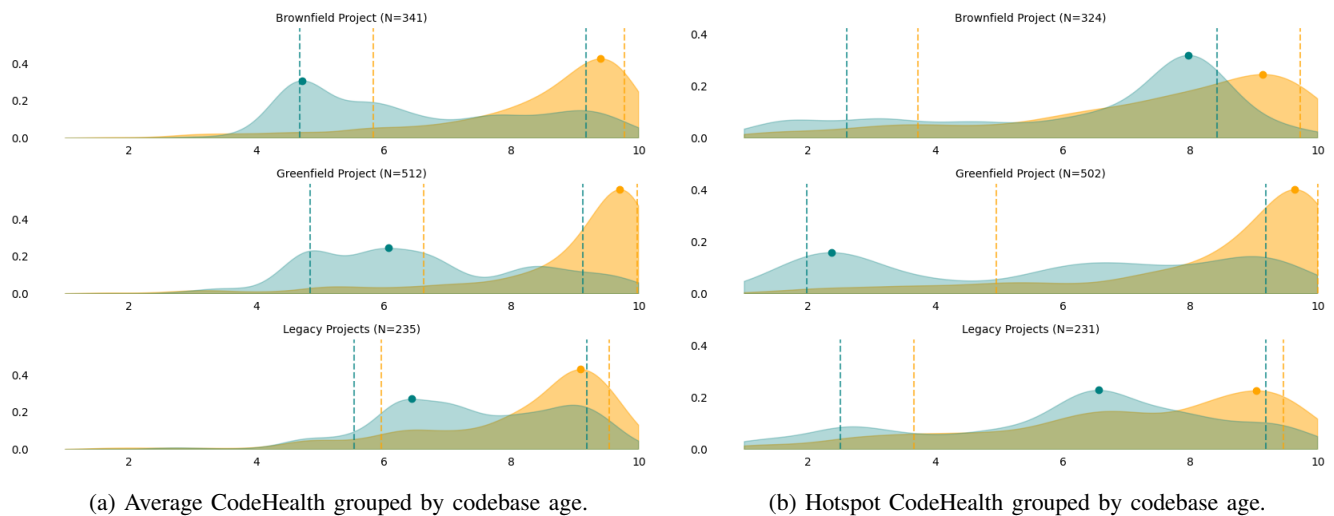 Brownfield Project (N=341)
0.4
0.2
0.0
2 4 6 8 10
Greenfield Project (N=512)
0.4
0.2
0.0
2 4 6 8 10
Legacy Projects (N=235)
0.4
0.2
0.0
2 4 6 8 10
(a) Average CodeHealth grouped by codebase age.
Brownfield Project (N=324)
0.4
0.2
0.0
2 4 6 8 10
Greenfield Project (N=502)
0.4
0.2
0.0
2 4 6 8 10
Legacy Projects (N=231)
0.4
0.2
0.0
2 4 6 8 10
(b) Hotspot CodeHealth grouped by codebase age.